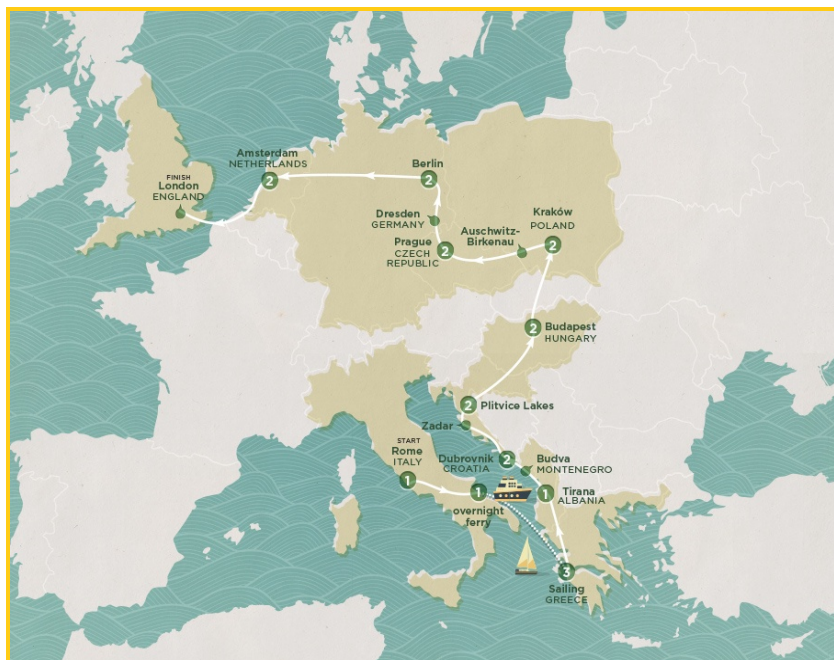 START
Rome
ITALY
1
1
overnight
ferry
3
Sailing
GREECE
1
Tirana
ALBANIA
Budva
MONTENEGRO
2
Dubrovnik
CROATIA
Zadar
2
Plitvice Lakes
2
Budapest
HUNGARY
2
Kraków
POLAND
Auschwitz-
Birkenau
2
Prague
CZECH
REPUBLIC
Dresden
GERMANY
2
Berlin
2
Amsterdam
NETHERLANDS
FINISH
London
ENGLAND